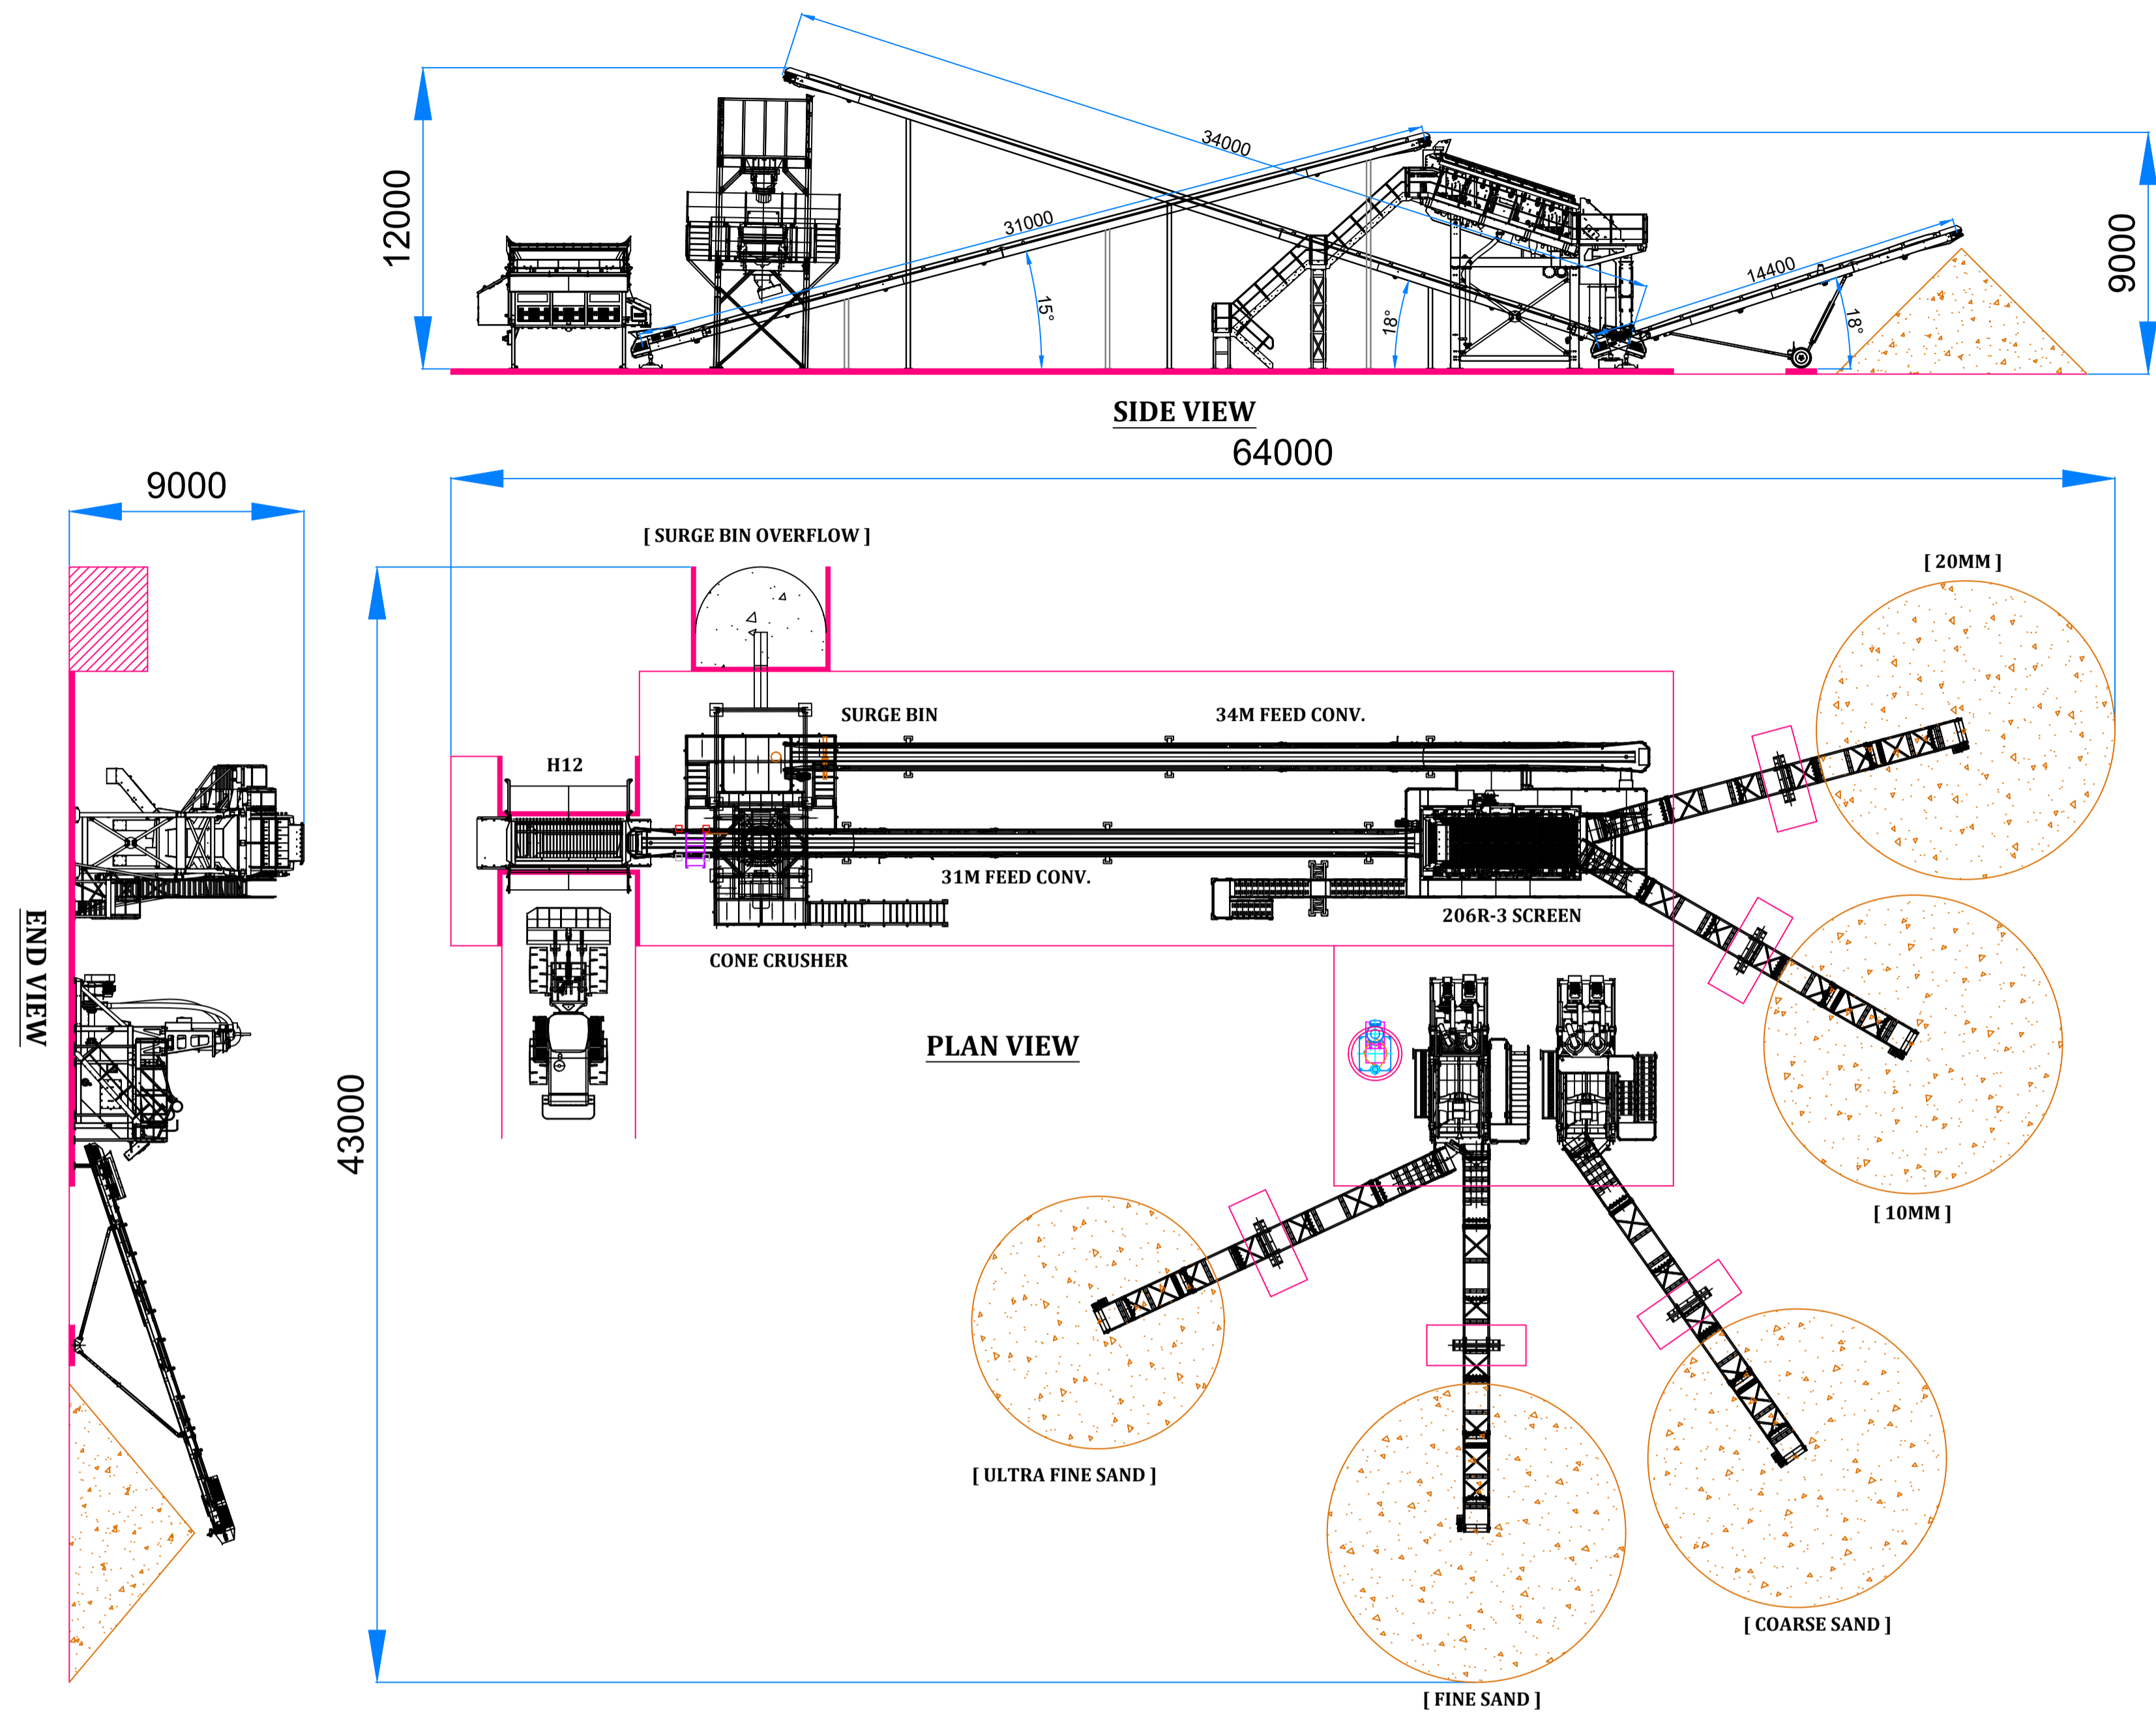 12000
34000
31000
15°
18°
14400
18°
9000
SIDE VIEW
64000
9000
[ SURGE BIN OVERFLOW ]
[ 20MM ]
SURGE BIN
34M FEED CONV.
H12
31M FEED CONV.
206R-3 SCREEN
CONE CRUSHER
END VIEW
PLAN VIEW
43000
[ 10MM ]
[ ULTRA FINE SAND ]
[ COARSE SAND ]
[ FINE SAND ]